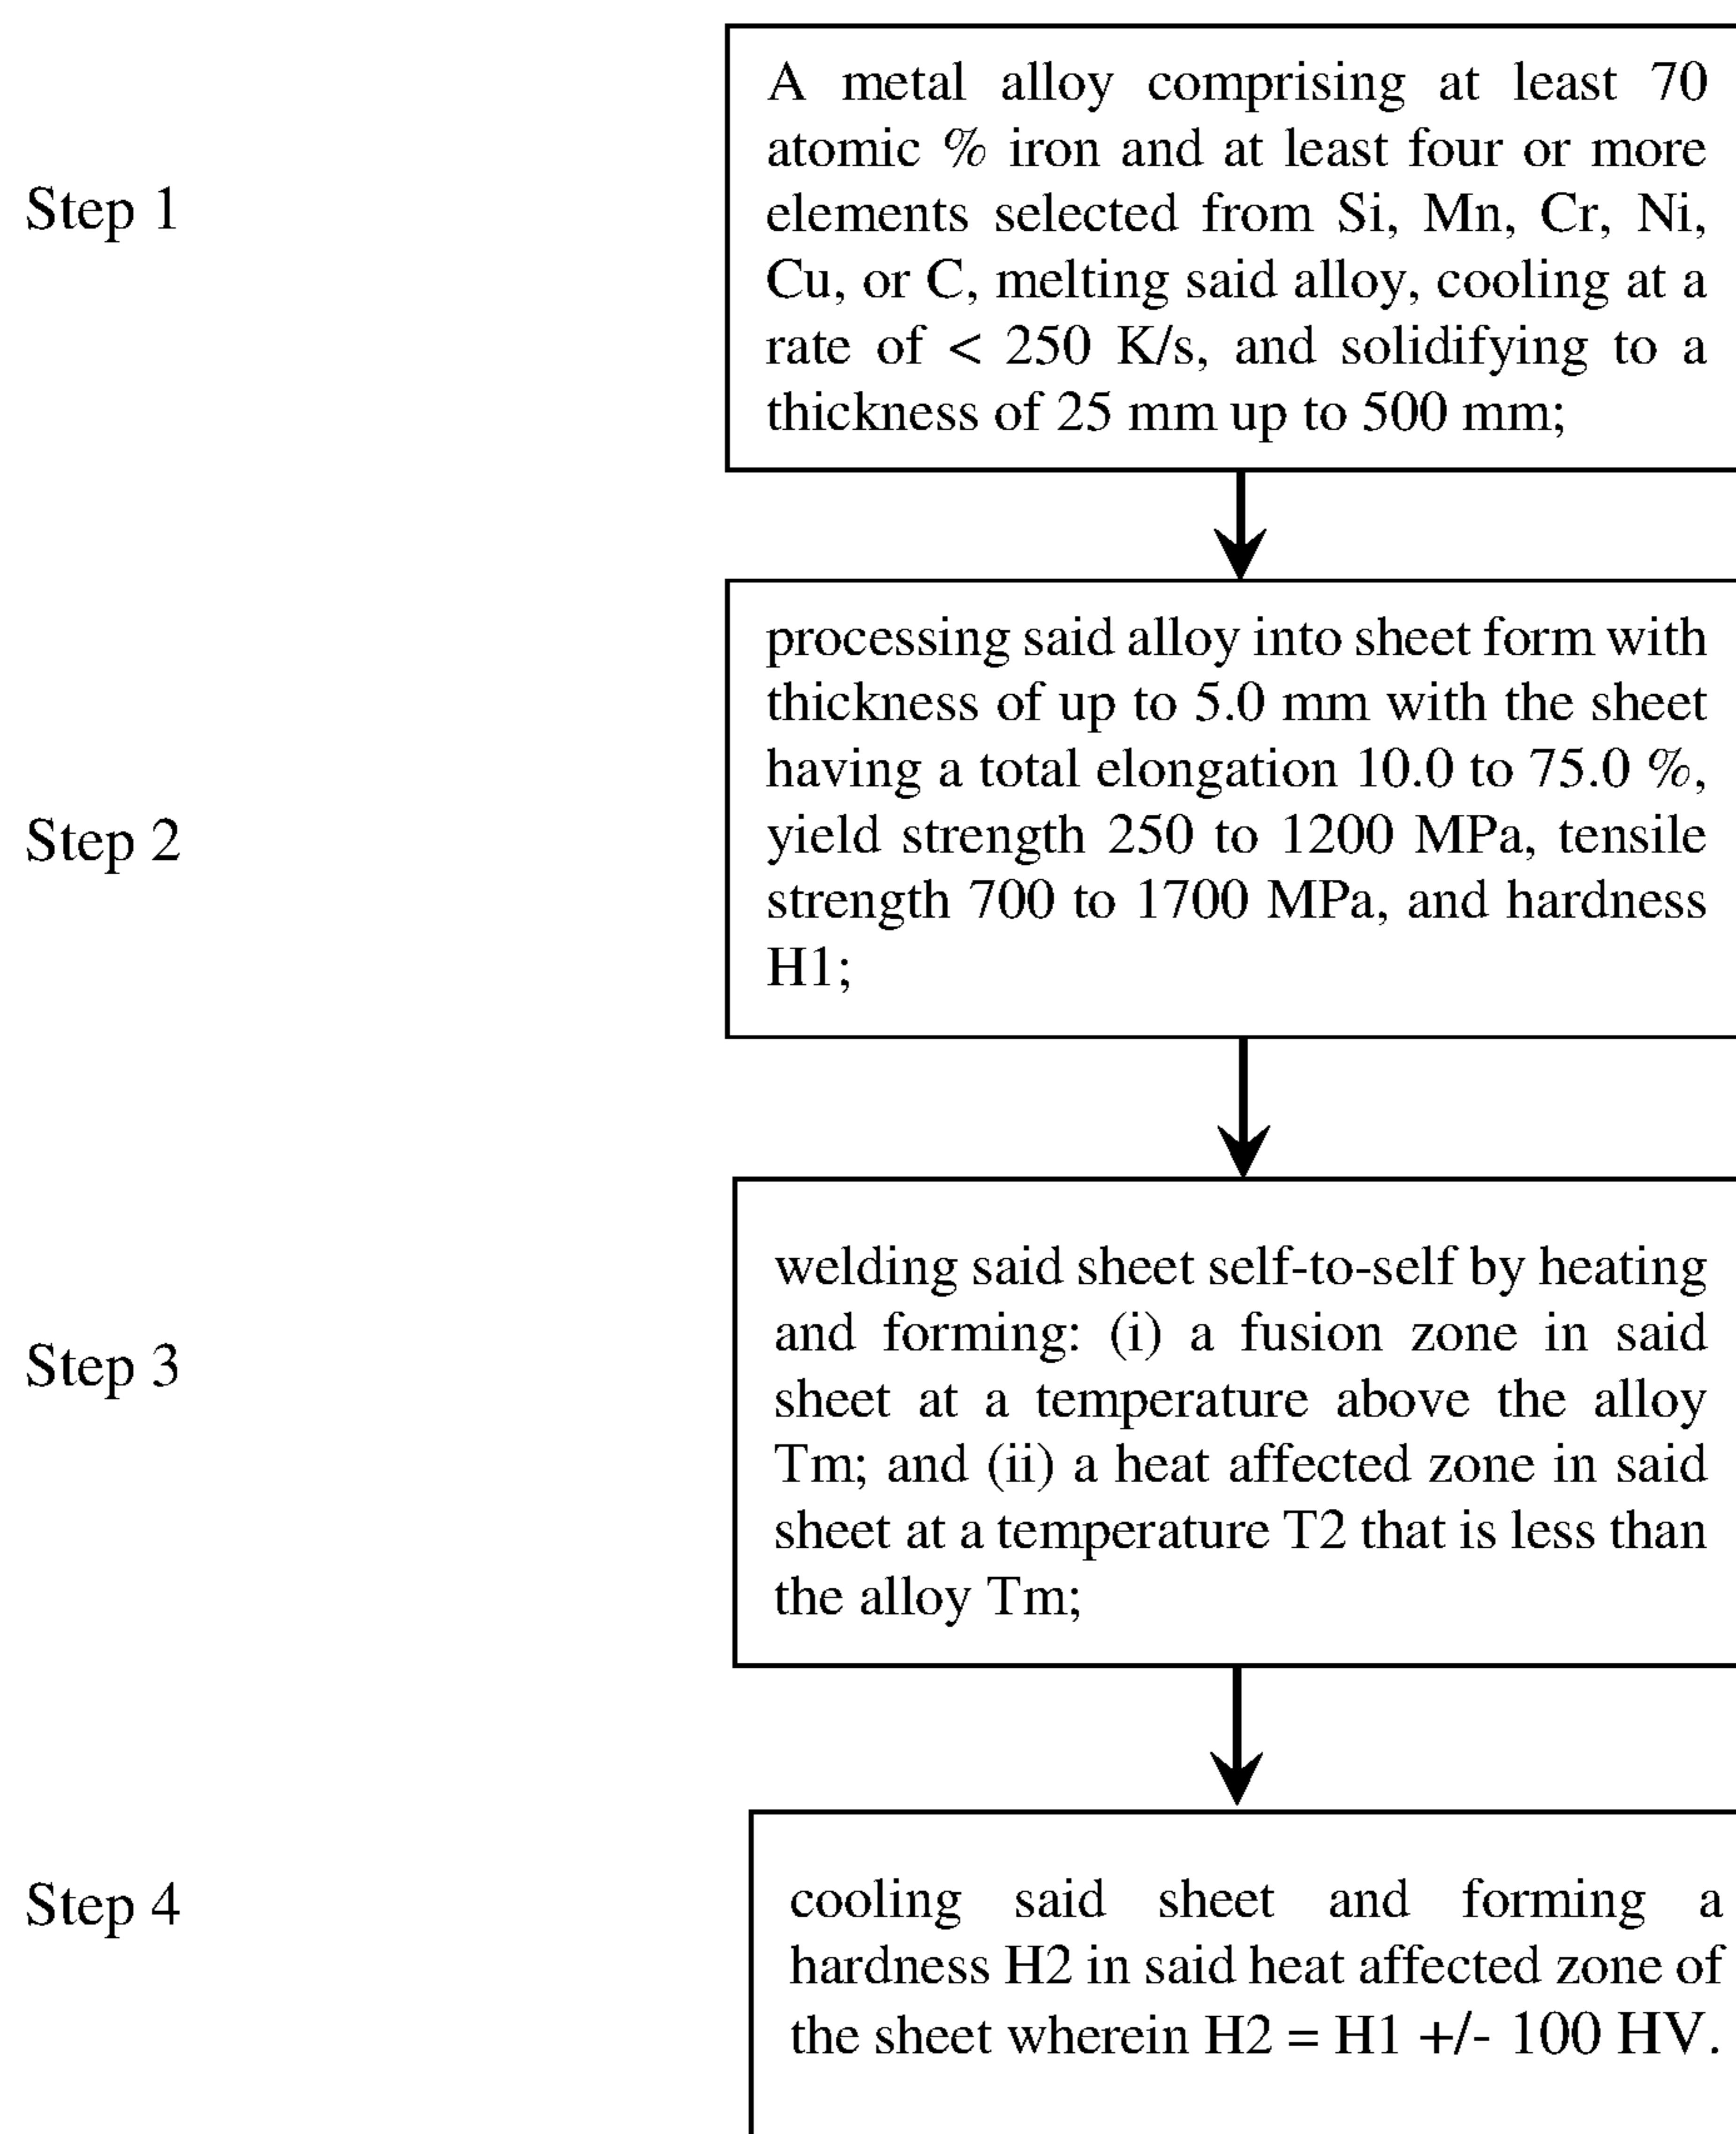 Step 1
A metal alloy comprising at least 70
atomic % iron and at least four or more
elements selected from Si, Mn, Cr, Ni,
Cu, or C, melting said alloy, cooling at a
rate of < 250 K/s, and solidifying to a
thickness of 25 mm up to 500 mm;
Step 2
processing said alloy into sheet form with
thickness of up to 5.0 mm with the sheet
having a total elongation 10.0 to 75.0 %,
yield strength 250 to 1200 MPa, tensile
strength 700 to 1700 MPa, and hardness
H1;
Step 3
welding said sheet self-to-self by heating
and forming: (i) a fusion zone in said
sheet at a temperature above the alloy
Tm; and (ii) a heat affected zone in said
sheet at a temperature T2 that is less than
the alloy Tm;
Step 4
cooling said sheet and forming a
hardness H2 in said heat affected zone of
the sheet wherein H2 = H1 +/- 100 HV.